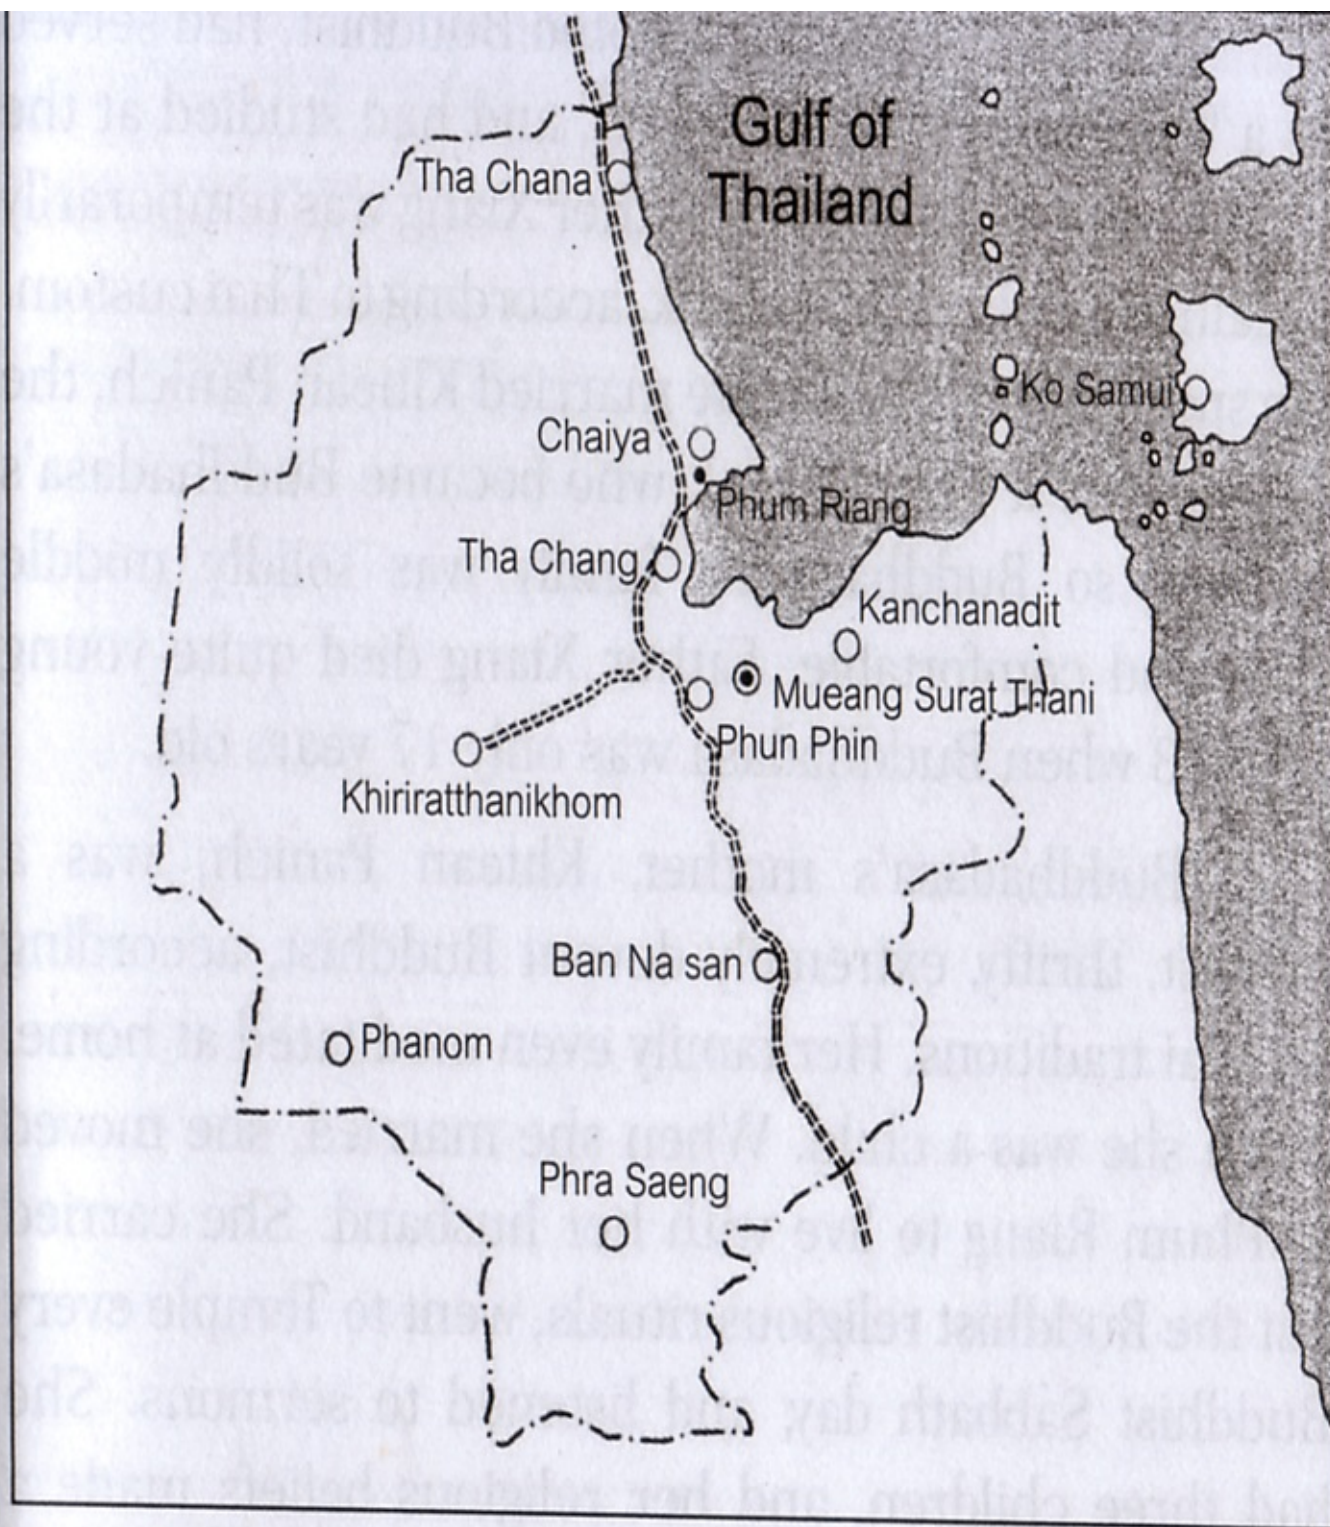 Gulf of
Thailand
Tha Chana
Ko Samui
Chaiya
Phum Riang
Tha Chang
Kanchanadit
Mueang Surat Thani
Phun Phin
Khiriratthanikhom
Ban Na san
Phanom
Phra Saeng